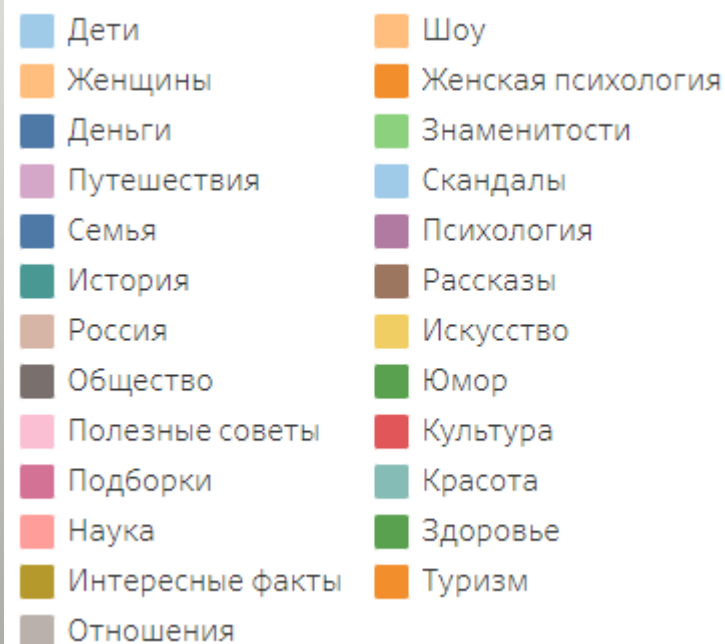 Дети
Женщины
Деньги
Путешествия
Семья
История
Россия
Общество
Полезные советы
Подборки
Наука
Интересные факты
Отношения
Шоу
Женская психология
Знаменитости
Скандалы
Психология
Рассказы
Искусство
Юмор
Культура
Красота
Здоровье
Туризм